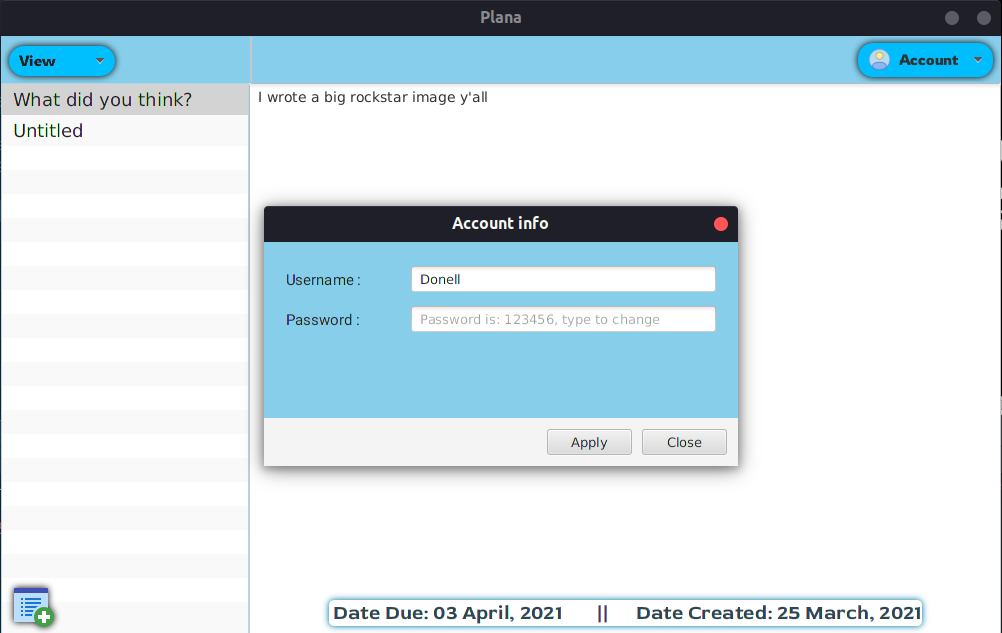 Plana
View
Account
What did you think?
Untitled
I wrote a big rockstar image y'all
Account info
Username :
Donell
Password :
Password is: 123456, type to change
Apply
Close
Date Due: 03 April, 2021 || Date Created: 25 March, 2021